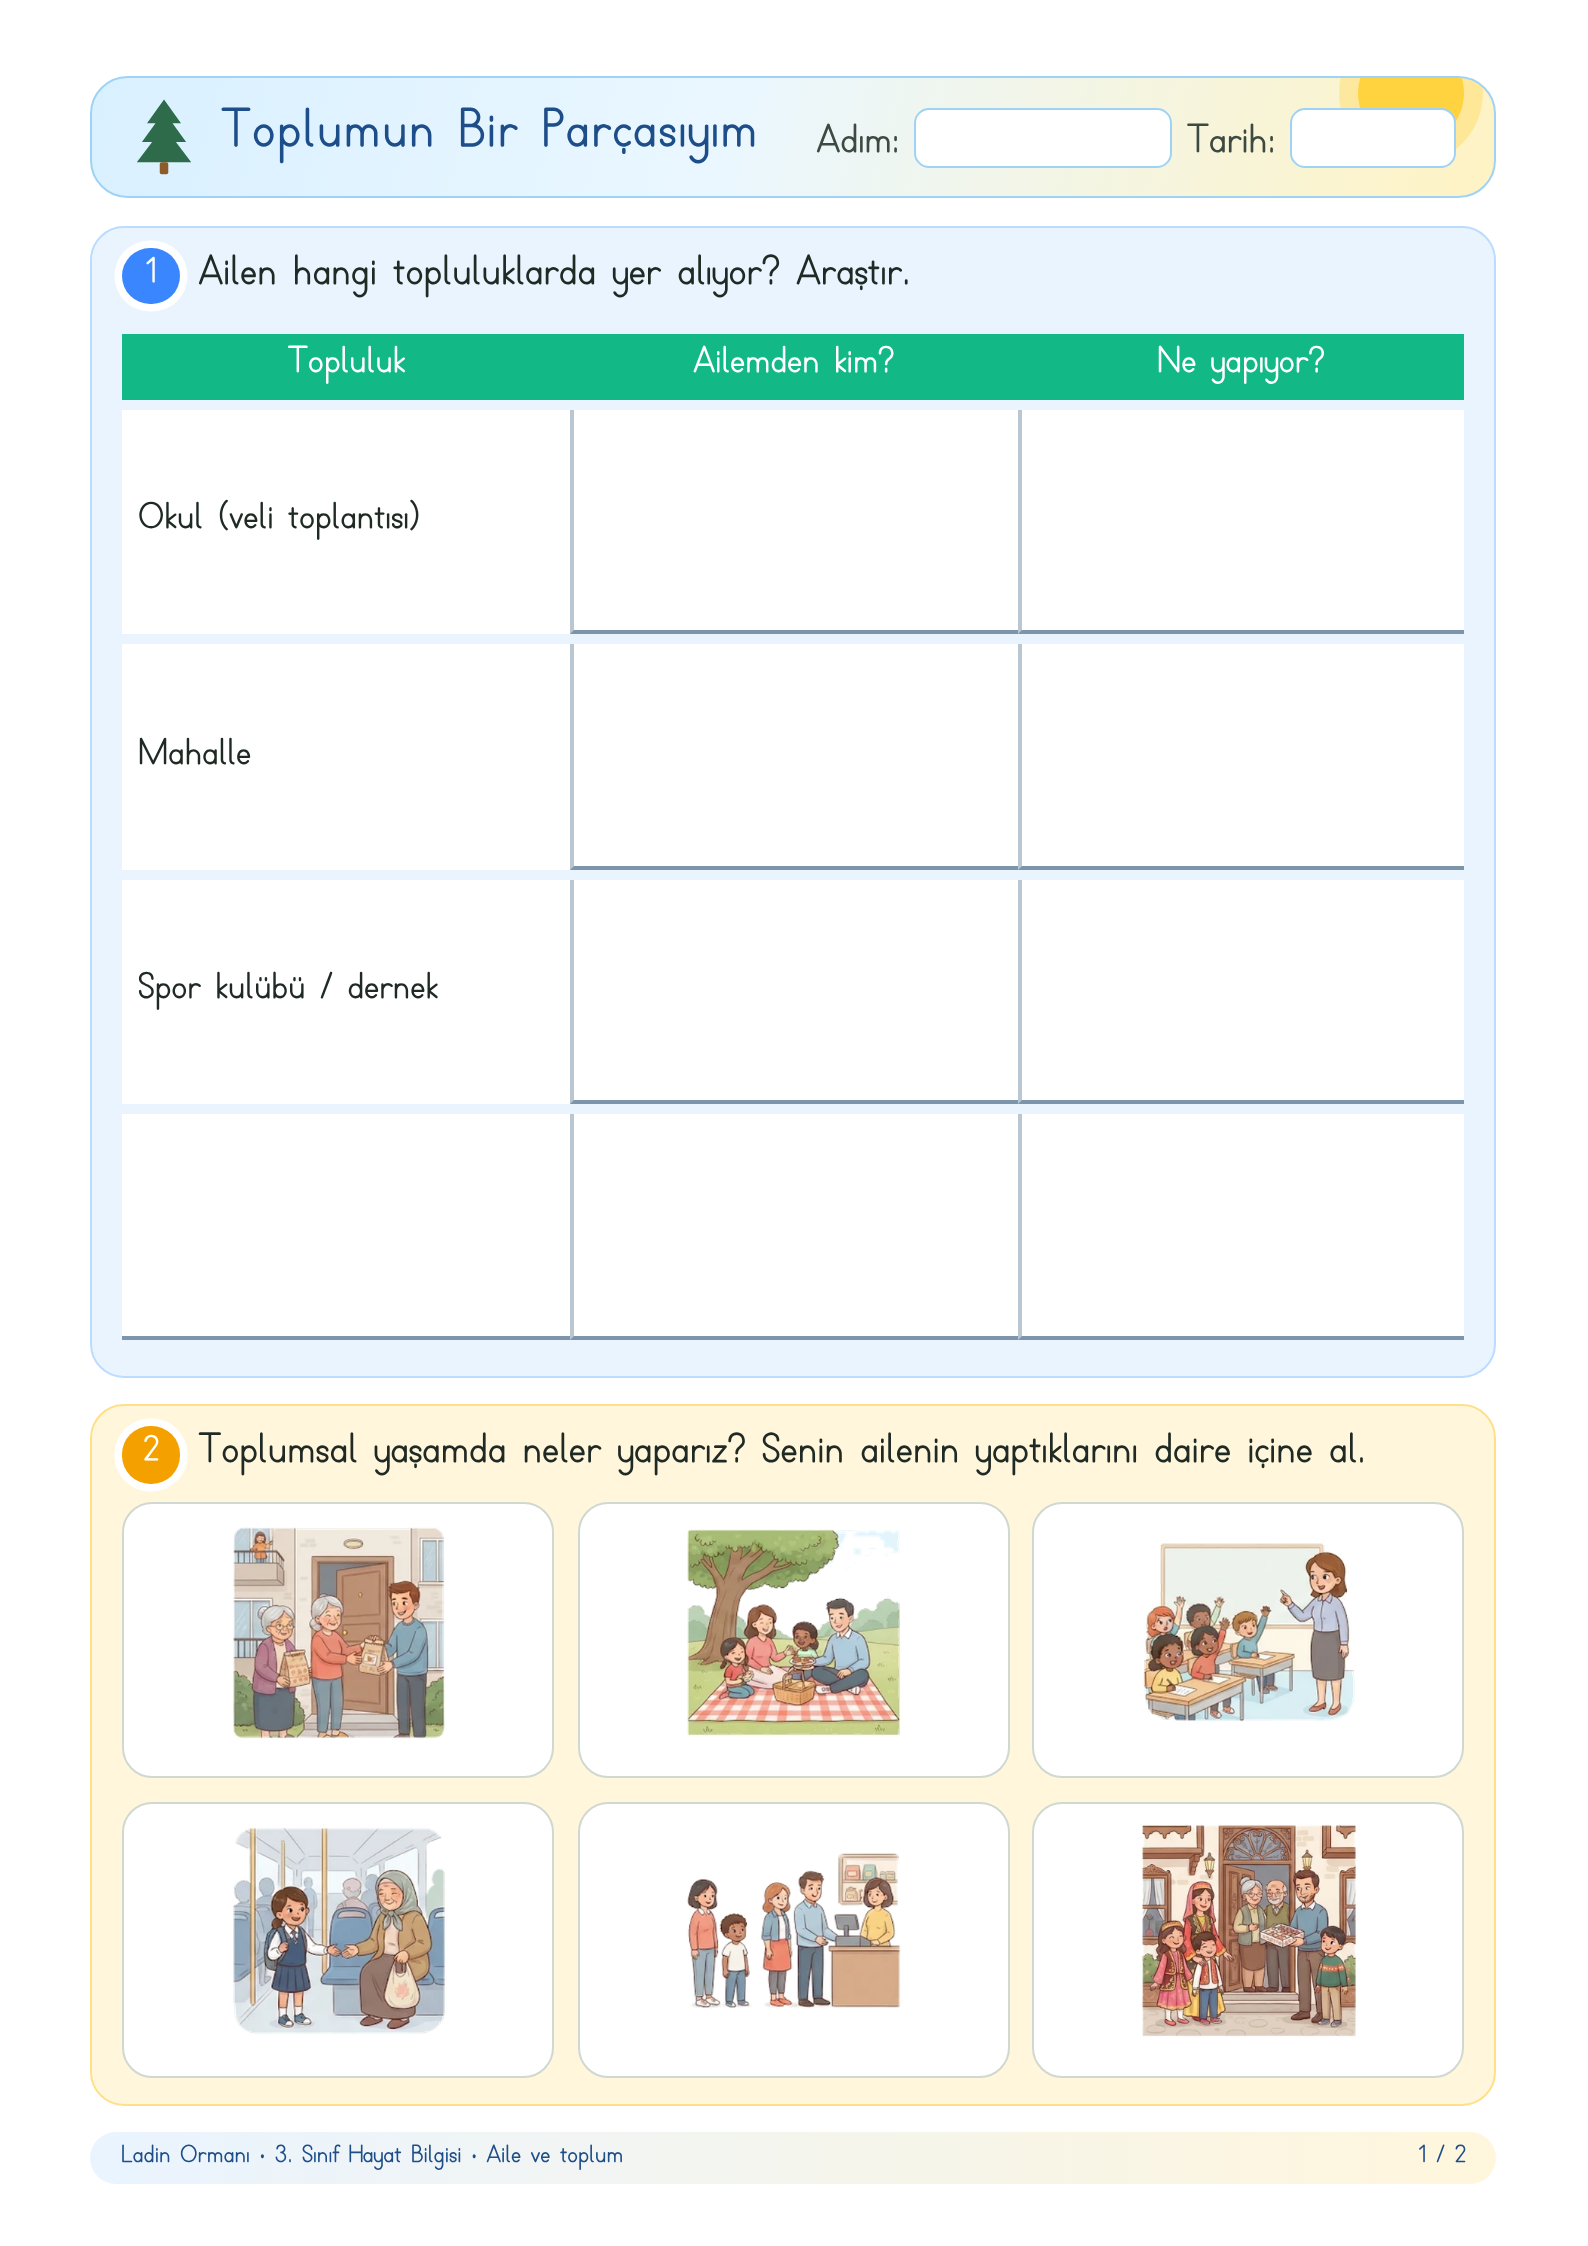 Toplumun Bir Parçasıyım
Adım:
Tarih:
1 Ailen hangi topluluklarda yer alıyor? Araştır.
Topluluk Ailemden kim? Ne yapıyor?
Okul (veli toplantısı)
Mahalle
Spor kulübü / dernek
2 Toplumsal yaşamda neler yaparız? Senin ailenin yaptıklarını daire içine al.
Ladin Ormanı • 3. Sınıf Hayat Bilgisi • Aile ve toplum
1 / 2